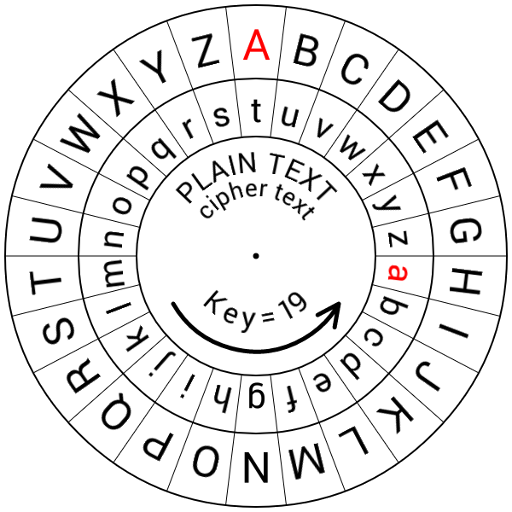 A B C D E F G H I J K L M N O P Q R S T U V W X Y Z
t u v w x y z a b c d e f g h i j k l m n o p q r s
PLAIN TEXT
cipher text
Key = 19